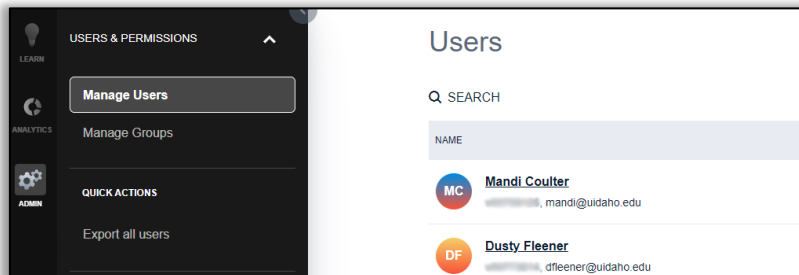 LEARN
ANALYTICS
ADMIN
USERS & PERMISSIONS
Manage Users
Manage Groups
QUICK ACTIONS
Export all users
Users
SEARCH
NAME
MC
Mandi Coulter
, mandi@uidaho.edu
DF
Dusty Fleener
, dfleener@uidaho.edu